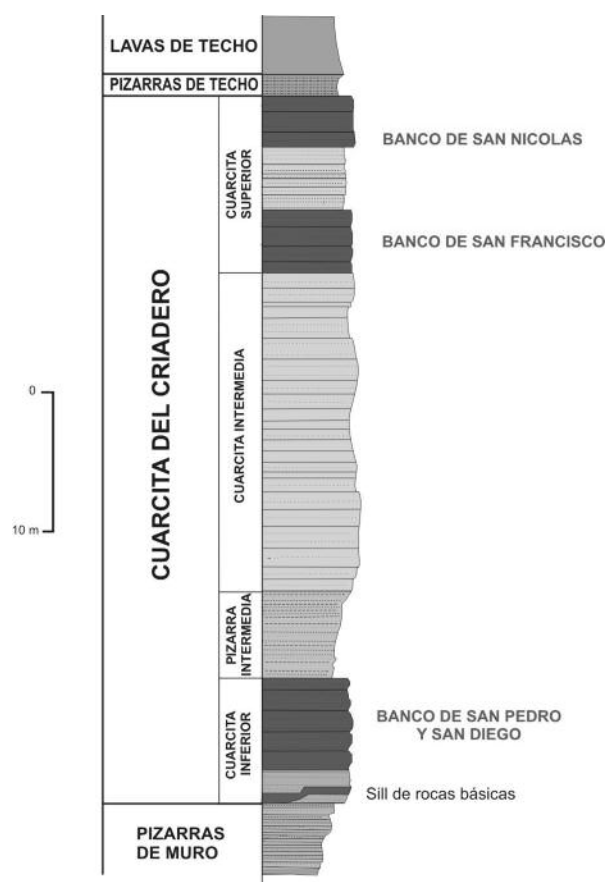 LAVAS DE TECHO
PIZARRAS DE TECHO
BANCO DE SAN NICOLAS
CUARCITA
SUPERIOR
BANCO DE SAN FRANCISCO
CUARCITA DEL CRIADERO
CUARCITA INTERMEDIA
0
10 m
PIZARRA
INTERMEDIA
CUARCITA
INFERIOR
BANCO DE SAN PEDRO
Y SAN DIEGO
Sill de rocas básicas
PIZARRAS
DE MURO